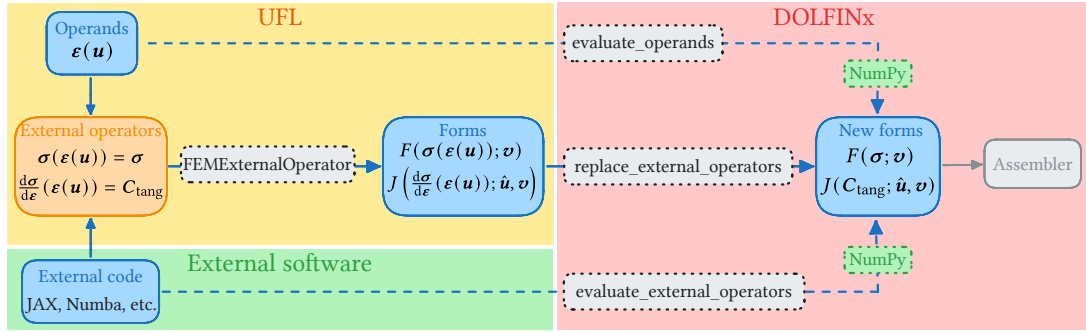 UFL
DOLFINx
Operands
ε(u)
evaluate_operands
NumPy
External operators
σ(ε(u)) = σ
dσ/dε (ε(u)) = C_tang
FEMExternalOperator
Forms
F(σ(ε(u)); v)
J(dσ/dε (ε(u)); û, v)
replace_external_operators
New forms
F(σ; v)
J(C_tang; û, v)
Assembler
External software
NumPy
External code
JAX, Numba, etc.
evaluate_external_operators